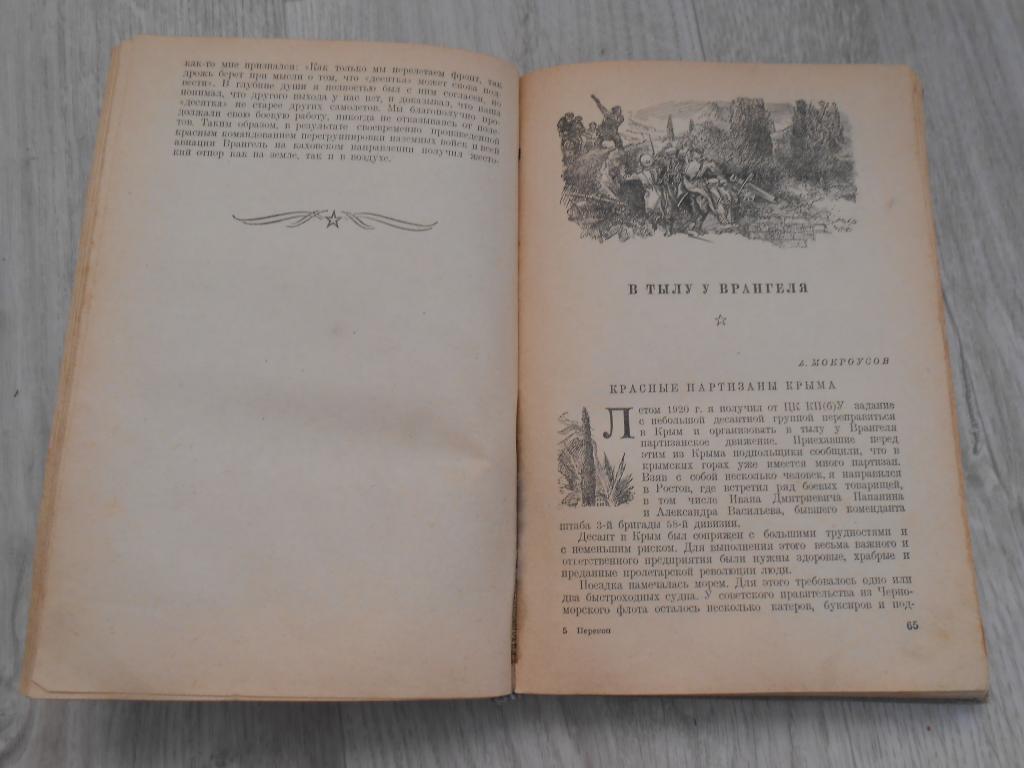 как-то мне признался: «Как только мы перелетаем фронт, так
дрожь берет при мысли о том, что «десятка» может снова под-
вести». В глубине души я полностью был с ним согласен, но
понимал, что другого выхода у нас нет, и доказывал, что наша
«десятка» не старее других самолетов. Мы благополучно про-
должали свою боевую работу, никогда не отказываясь от поле-
тов. Таким образом, в результате своевременно произведенной
красным командованием перегруппировки наземных войск и всей
авиации Врангель на каховском направлении получил жесто-
кий отпор как на земле, так и в воздухе.
В ТЫЛУ У ВРАНГЕЛЯ
А. МОКРОУСОВ
КРАСНЫЕ ПАРТИЗАНЫ КРЫМА
Летом 1920 г. я получил от ЦК КП(б)У задание
с небольшой десантной группой переправиться
в Крым и организовать в тылу у Врангеля
партизанское движение. Приехавшие перед
этим из Крыма подпольщики сообщили, что в
крымских горах уже имеется много партизан.
Взяв с собой несколько человек, я направился
в Ростов, где встретил ряд боевых товарищей,
в том числе Ивана Дмитриевича Папанина
и Александра Васильева, бывшего коменданта
штаба 3-й бригады 58-й дивизии.
Десант в Крым был сопряжен с большими трудностями и
с неменьшим риском. Для выполнения этого весьма важного и
ответственного предприятия были нужны здоровые, храбрые и
преданные пролетарской революции люди.
Поездка намечалась морем. Для этого требовалось одно или
два быстроходных судна. У советского правительства из Черно-
морского флота осталось несколько катеров, буксиров и под-
5 Перекоп
65